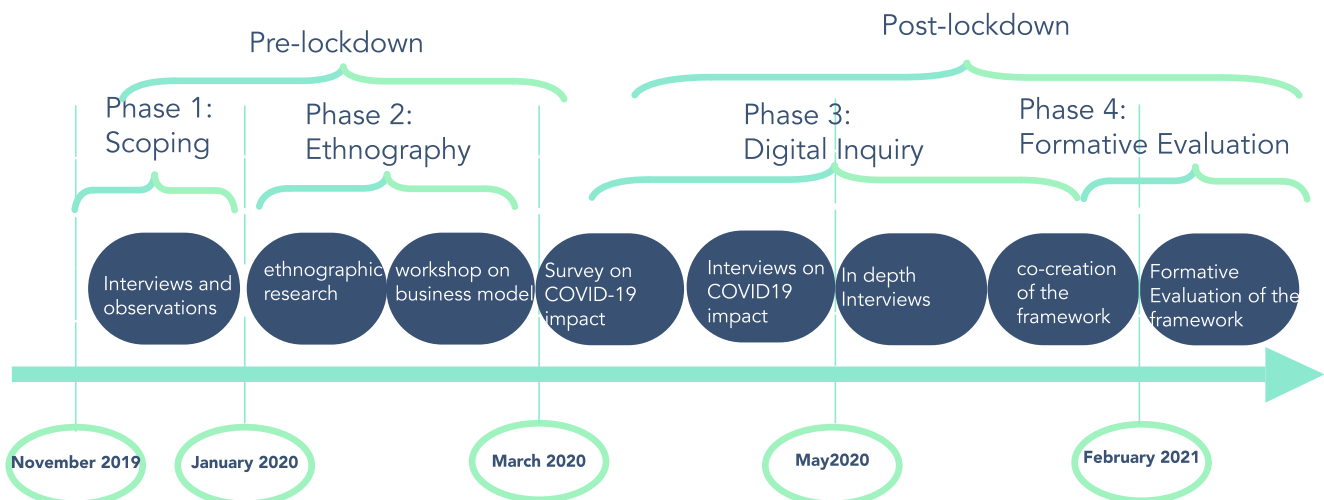 Pre-lockdown
Post-lockdown
Phase 1:
Scoping
Phase 2:
Ethnography
Phase 3:
Digital Inquiry
Phase 4:
Formative Evaluation
Interviews and
observations
ethnographic
research
workshop on
business model
Survey on
COVID-19
impact
Interviews on
COVID19
impact
In depth
Interviews
co-creation
of the
framework
Formative
Evaluation of the
framework
November 2019
January 2020
March 2020
May2020
February 2021